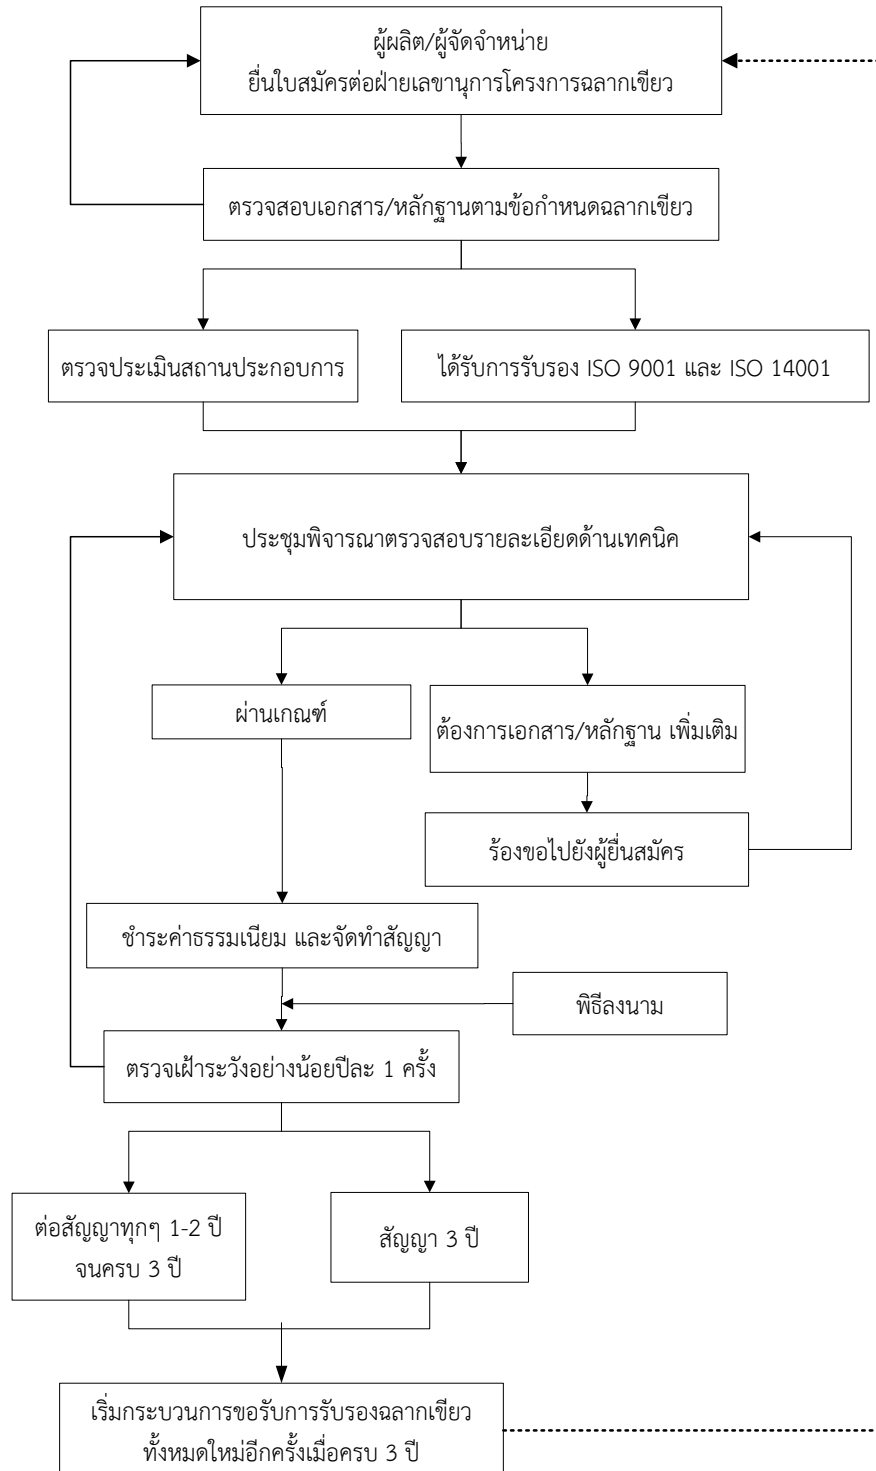 ผู้ผลิต/ผู้จัดจำหน่าย
ยื่นใบสมัครต่อฝ่ายเลขานุการโครงการฉลากเขียว
ตรวจสอบเอกสาร/หลักฐานตามข้อกำหนดฉลากเขียว
ตรวจประเมินสถานประกอบการ
ได้รับการรับรอง ISO 9001 และ ISO 14001
ประชุมพิจารณาตรวจสอบรายละเอียดด้านเทคนิค
ผ่านเกณฑ์
ต้องการเอกสาร/หลักฐาน เพิ่มเติม
ร้องขอไปยังผู้ยื่นสมัคร
ชำระค่าธรรมเนียม และจัดทำสัญญา
พิธีลงนาม
ตรวจเฝ้าระวังอย่างน้อยปีละ 1 ครั้ง
ต่อสัญญาทุกๆ 1-2 ปี
จนครบ 3 ปี
สัญญา 3 ปี
เริ่มกระบวนการขอรับการรับรองฉลากเขียว
ทั้งหมดใหม่อีกครั้งเมื่อครบ 3 ปี